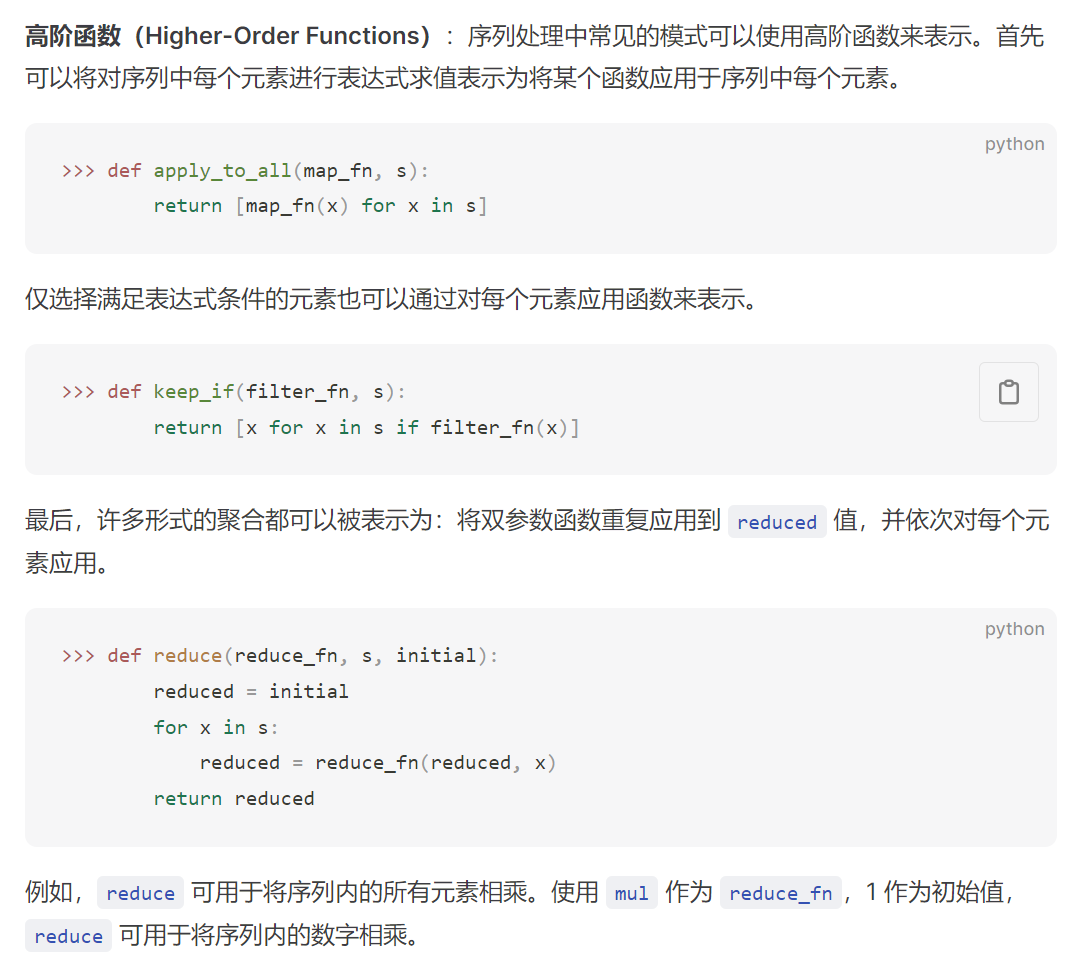 高阶函数（Higher-Order Functions）：序列处理中常见的模式可以使用高阶函数来表示。首先
可以将对序列中每个元素进行表达式求值表示为将某个函数应用于序列中每个元素。
python
>>> def apply_to_all(map_fn, s):
        return [map_fn(x) for x in s]
仅选择满足表达式条件的元素也可以通过对每个元素应用函数来表示。
>>> def keep_if(filter_fn, s):
        return [x for x in s if filter_fn(x)]
最后，许多形式的聚合都可以被表示为：将双参数函数重复应用到 reduced 值，并依次对每个元
素应用。
python
>>> def reduce(reduce_fn, s, initial):
        reduced = initial
        for x in s:
            reduced = reduce_fn(reduced, x)
        return reduced
例如，reduce 可用于将序列内的所有元素相乘。使用 mul 作为 reduce_fn，1 作为初始值，
reduce 可用于将序列内的数字相乘。